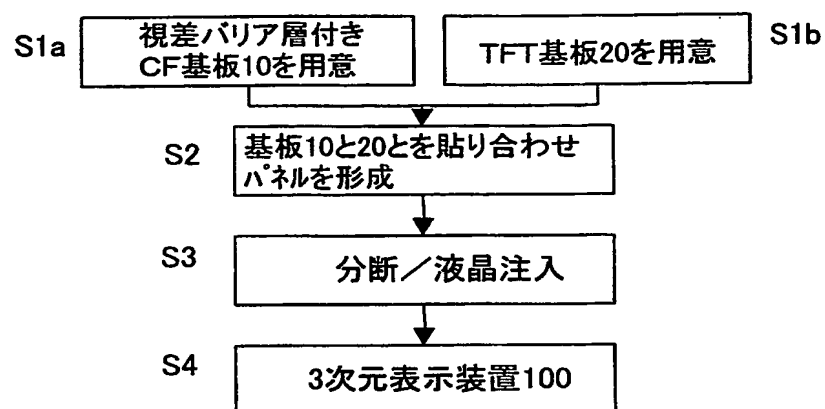 S1a
視差バリア層付き
CF基板10を用意
TFT基板20を用意
S1b
S2
基板10と20とを貼り合わせ
パネルを形成
S3
分断／液晶注入
S4
3次元表示装置100